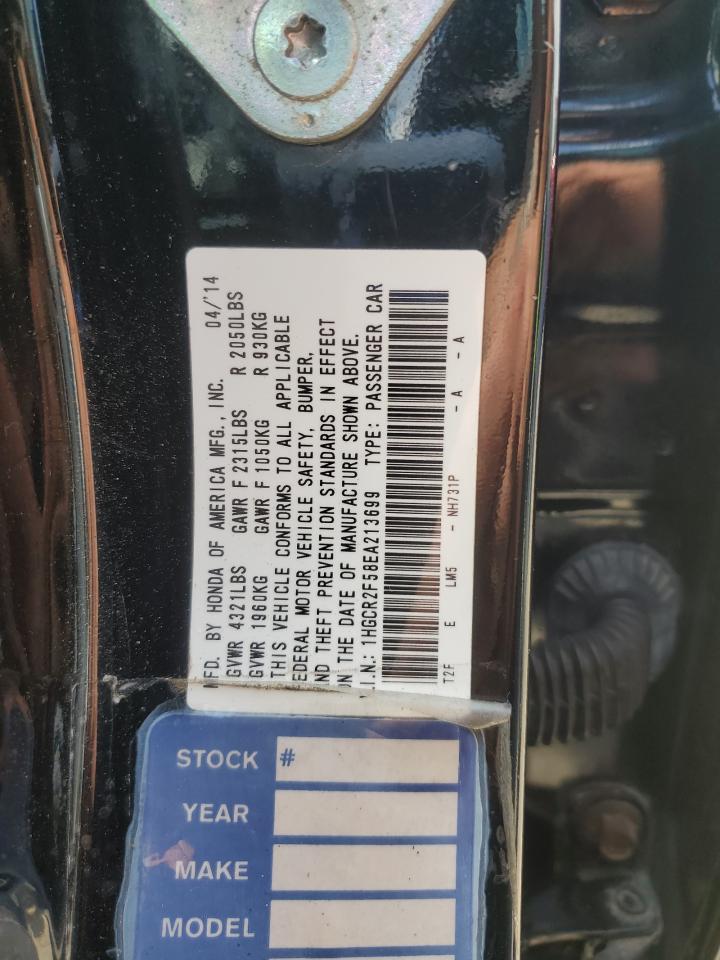 MFD. BY HONDA OF AMERICA MFG., INC. 04/'14
GVWR 4321LBS GAWR F 2315LBS R 2050LBS
GVWR 1960KG GAWR F 1050KG R 930KG
THIS VEHICLE CONFORMS TO ALL APPLICABLE
EDERAL MOTOR VEHICLE SAFETY, BUMPER,
ND THEFT PREVENTION STANDARDS IN EFFECT
ON THE DATE OF MANUFACTURE SHOWN ABOVE.
.I.N.: 1HGCR2F58EA213699 TYPE: PASSENGER CAR
T2F E LM5 - NH731P - A - A
STOCK #
YEAR
MAKE
MODEL